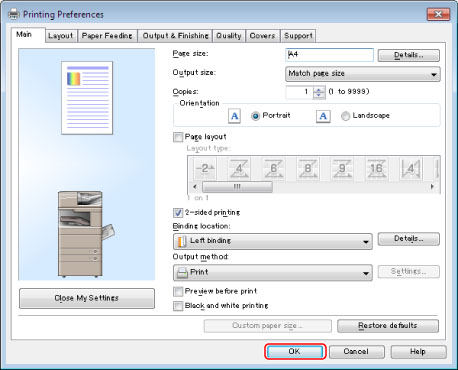 Printing Preferences
Main Layout Paper Feeding Output & Finishing Quality Covers Support
Page size: A4 Details...
Output size: Match page size
Copies: 1 (1 to 9999)
Orientation
A Portrait A Landscape
Page layout
Layout type:
2 4 6 8 9 16 4
1 on 1
2-sided printing
Binding location:
Left binding Details...
Output method:
Print Settings...
Preview before print
Close My Settings
Black and white printing
Custom paper size... Restore defaults
OK Cancel Help